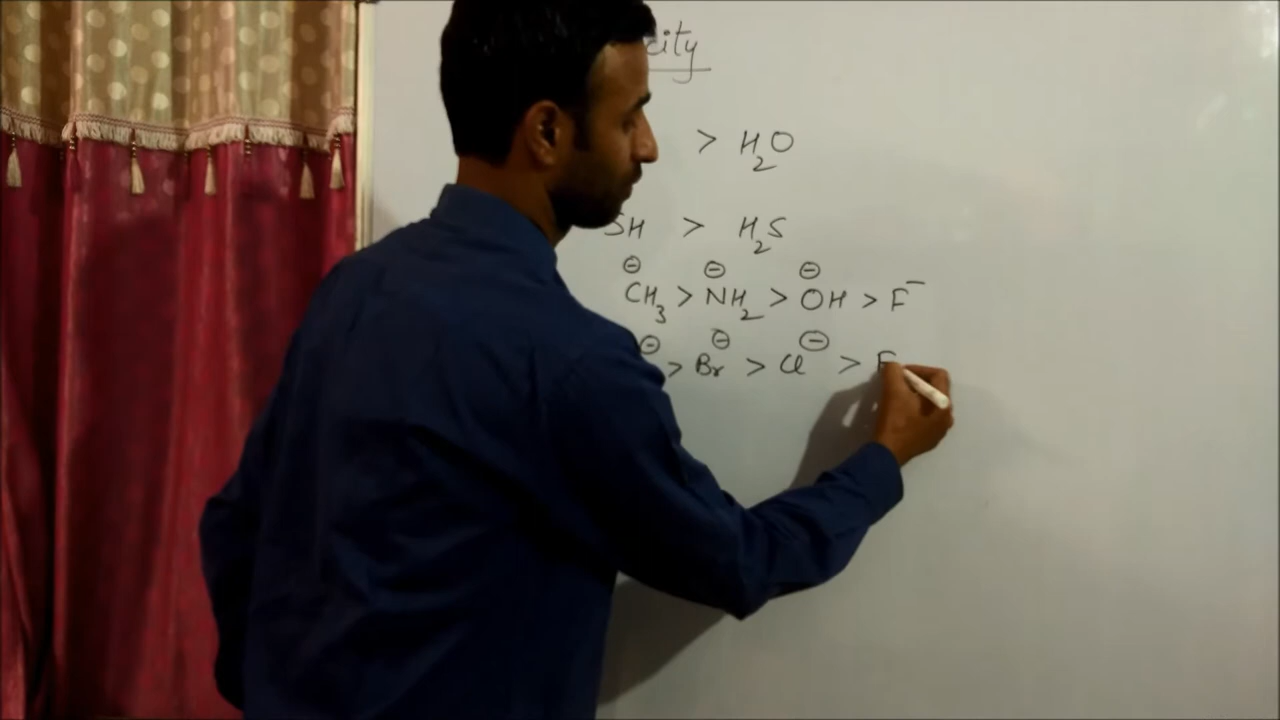 city
> H₂O
SH > H₂S
⊖ ⊖ ⊖
CH₃ > NH₂ > OH > F⁻
⊖ ⊖ ⊖
> Br > Cl > F